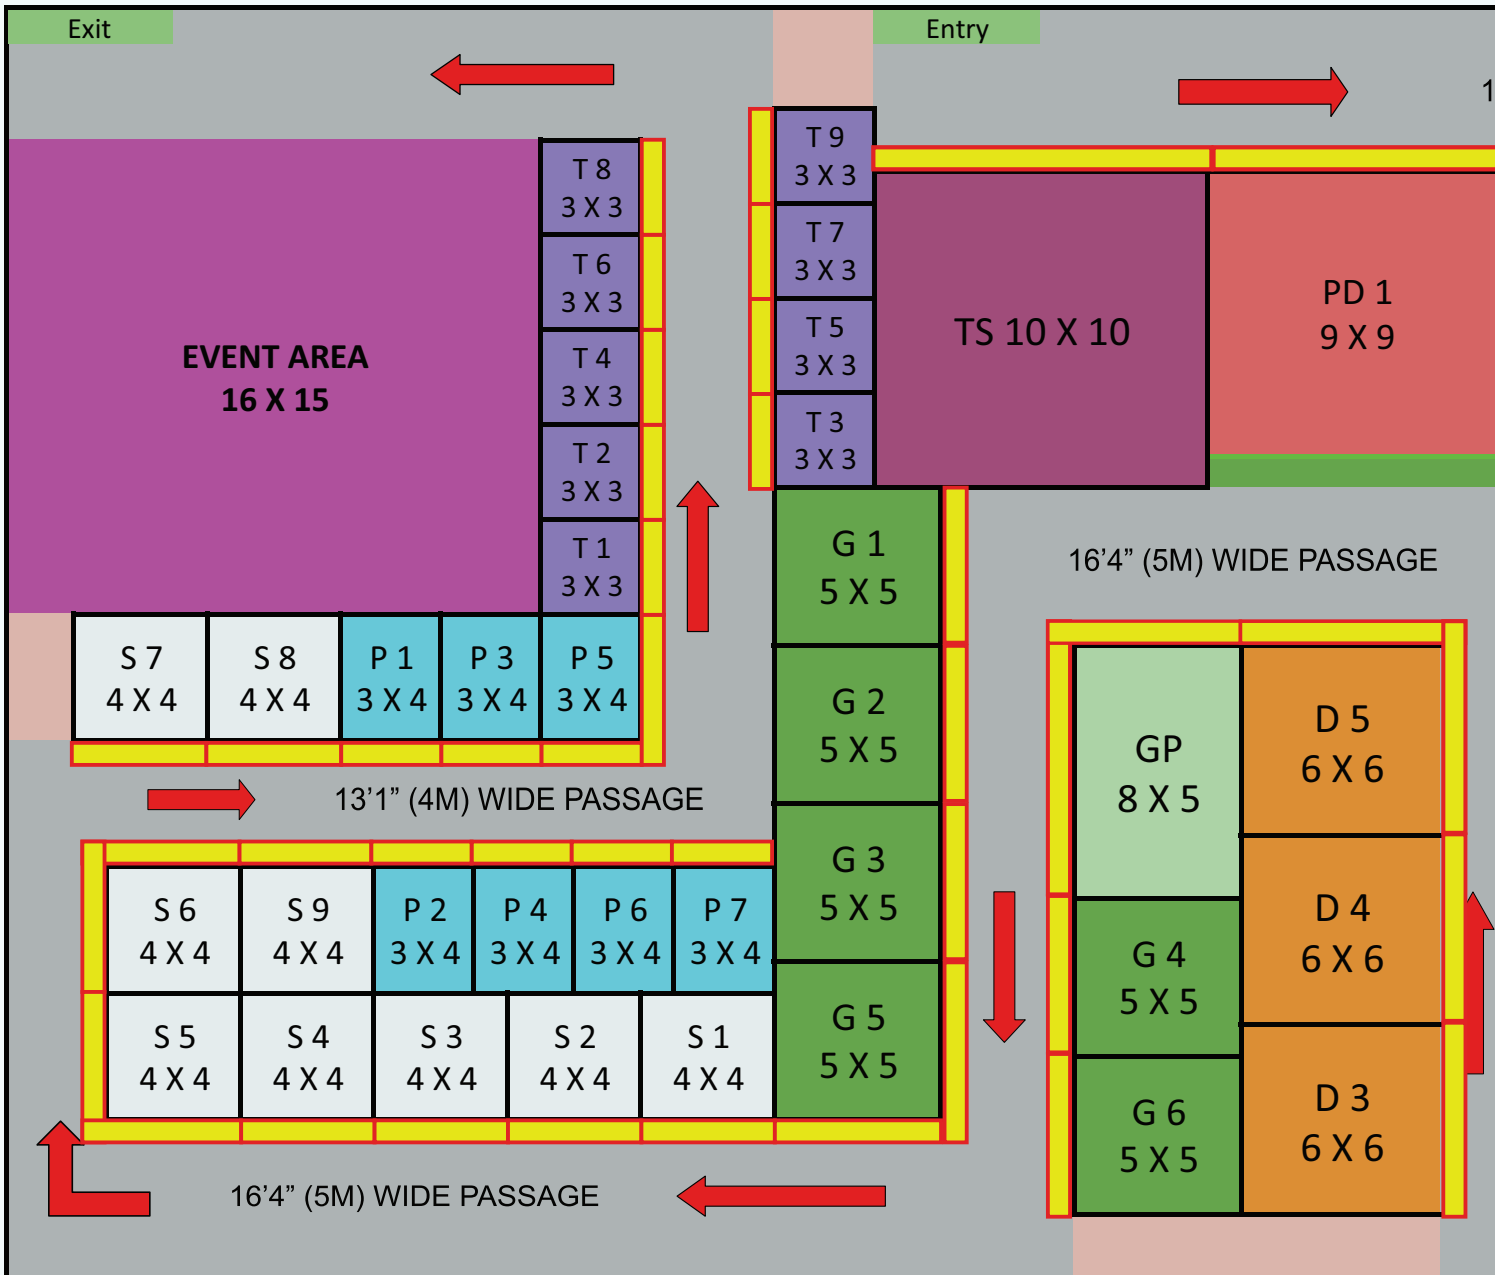 Exit
Entry
1
T 8
3 X 3
T 9
3 X 3
T 6
3 X 3
T 7
3 X 3
TS 10 X 10
PD 1
9 X 9
EVENT AREA
16 X 15
T 4
3 X 3
T 5
3 X 3
T 2
3 X 3
T 3
3 X 3
T 1
3 X 3
G 1
5 X 5
16'4” (5M) WIDE PASSAGE
S 7
4 X 4
S 8
4 X 4
P 1
3 X 4
P 3
3 X 4
P 5
3 X 4
G 2
5 X 5
GP
8 X 5
D 5
6 X 6
13'1” (4M) WIDE PASSAGE
G 3
5 X 5
S 6
4 X 4
S 9
4 X 4
P 2
3 X 4
P 4
3 X 4
P 6
3 X 4
P 7
3 X 4
D 4
6 X 6
G 4
5 X 5
S 5
4 X 4
S 4
4 X 4
S 3
4 X 4
S 2
4 X 4
S 1
4 X 4
G 5
5 X 5
G 6
5 X 5
D 3
6 X 6
16'4” (5M) WIDE PASSAGE